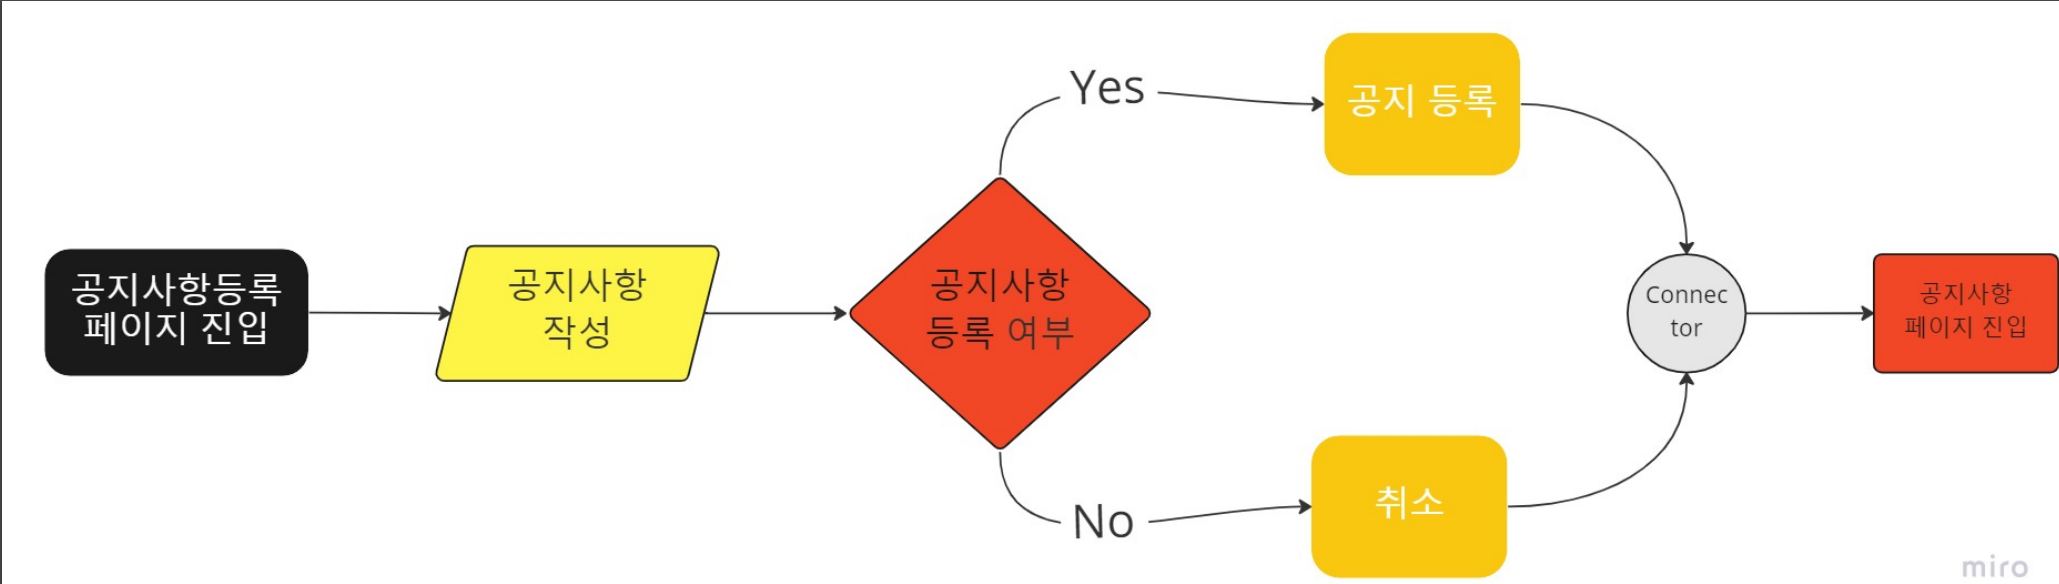 공지사항등록
페이지 진입
공지사항
작성
공지사항
등록 여부
Yes
공지 등록
No
취소
Connec
tor
공지사항
페이지 진입
miro